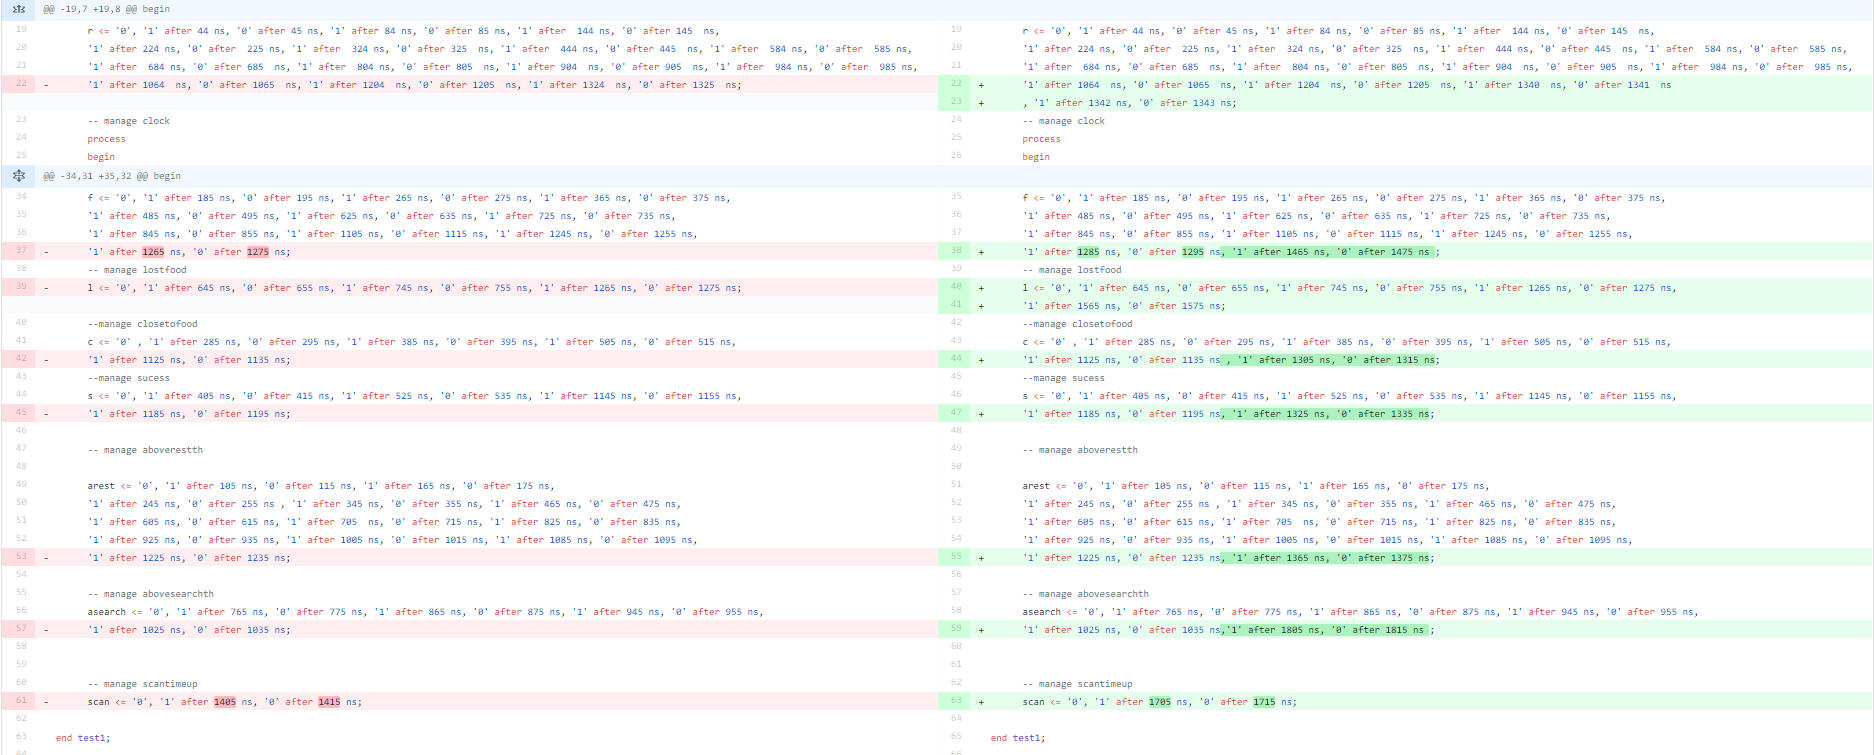 @@ -19,7 +19,8 @@ begin
19 r <= '0', '1' after 44 ns, '0' after 45 ns, '1' after 84 ns, '0' after 85 ns, '1' after  144 ns, '0' after 145  ns,
20 '1' after 224 ns, '0' after  225 ns, '1' after  324 ns, '0' after 325  ns, '1' after  444 ns, '0' after 445  ns, '1' after  584 ns, '0' after  585 ns,
21 '1' after  684 ns, '0' after 685  ns, '1' after  804 ns, '0' after 805  ns, '1' after 904  ns, '0' after 905  ns, '1' after  984 ns, '0' after  985 ns,
22 - '1' after 1064  ns, '0' after 1065  ns, '1' after 1204  ns, '0' after 1205  ns, '1' after 1324  ns, '0' after 1325  ns;
23 -- manage clock
24 process
25 begin
@@ -34,31 +35,32 @@ begin
34 f <= '0', '1' after 185 ns, '0' after 195 ns, '1' after 265 ns, '0' after 275 ns, '1' after 365 ns, '0' after 375 ns,
35 '1' after 485 ns, '0' after 495 ns, '1' after 625 ns, '0' after 635 ns, '1' after 725 ns, '0' after 735 ns,
36 '1' after 845 ns, '0' after 855 ns, '1' after 1105 ns, '0' after 1115 ns, '1' after 1245 ns, '0' after 1255 ns,
37 - '1' after 1265 ns, '0' after 1275 ns;
38 -- manage lostfood
39 - l <= '0', '1' after 645 ns, '0' after 655 ns, '1' after 745 ns, '0' after 755 ns, '1' after 1265 ns, '0' after 1275 ns;
40 --manage closetofood
41 c <= '0' , '1' after 285 ns, '0' after 295 ns, '1' after 385 ns, '0' after 395 ns, '1' after 505 ns, '0' after 515 ns,
42 - '1' after 1125 ns, '0' after 1135 ns;
43 --manage sucess
44 s <= '0', '1' after 405 ns, '0' after 415 ns, '1' after 525 ns, '0' after 535 ns, '1' after 1145 ns, '0' after 1155 ns,
45 - '1' after 1185 ns, '0' after 1195 ns;
46
47 -- manage aboverestth
48
49 arest <= '0', '1' after 105 ns, '0' after 115 ns, '1' after 165 ns, '0' after 175 ns,
50 '1' after 245 ns, '0' after 255 ns , '1' after 345 ns, '0' after 355 ns, '1' after 465 ns, '0' after 475 ns,
51 '1' after 605 ns, '0' after 615 ns, '1' after 705  ns, '0' after 715 ns, '1' after 825 ns, '0' after 835 ns,
52 '1' after 925 ns, '0' after 935 ns, '1' after 1005 ns, '0' after 1015 ns, '1' after 1085 ns, '0' after 1095 ns,
53 - '1' after 1225 ns, '0' after 1235 ns;
54
55 -- manage abovesearchth
56 asearch <= '0', '1' after 765 ns, '0' after 775 ns, '1' after 865 ns, '0' after 875 ns, '1' after 945 ns, '0' after 955 ns,
57 - '1' after 1025 ns, '0' after 1035 ns;
58
59
60 -- manage scantimeup
61 - scan <= '0', '1' after 1405 ns, '0' after 1415 ns;
62
63 end test1;
64
19 r <= '0', '1' after 44 ns, '0' after 45 ns, '1' after 84 ns, '0' after 85 ns, '1' after  144 ns, '0' after 145  ns,
20 '1' after 224 ns, '0' after  225 ns, '1' after  324 ns, '0' after 325  ns, '1' after  444 ns, '0' after 445  ns, '1' after  584 ns, '0' after  585 ns,
21 '1' after  684 ns, '0' after 685  ns, '1' after  804 ns, '0' after 805  ns, '1' after 904  ns, '0' after 905  ns, '1' after  984 ns, '0' after  985 ns,
22 + '1' after 1064  ns, '0' after 1065  ns, '1' after 1204  ns, '0' after 1205  ns, '1' after 1340  ns, '0' after 1341  ns
23 + , '1' after 1342 ns, '0' after 1343 ns;
24 -- manage clock
25 process
26 begin
35 f <= '0', '1' after 185 ns, '0' after 195 ns, '1' after 265 ns, '0' after 275 ns, '1' after 365 ns, '0' after 375 ns,
36 '1' after 485 ns, '0' after 495 ns, '1' after 625 ns, '0' after 635 ns, '1' after 725 ns, '0' after 735 ns,
37 '1' after 845 ns, '0' after 855 ns, '1' after 1105 ns, '0' after 1115 ns, '1' after 1245 ns, '0' after 1255 ns,
38 + '1' after 1285 ns, '0' after 1295 ns, '1' after 1465 ns, '0' after 1475 ns ;
39 -- manage lostfood
40 + l <= '0', '1' after 645 ns, '0' after 655 ns, '1' after 745 ns, '0' after 755 ns, '1' after 1265 ns, '0' after 1275 ns,
41 + '1' after 1565 ns, '0' after 1575 ns;
42 --manage closetofood
43 c <= '0' , '1' after 285 ns, '0' after 295 ns, '1' after 385 ns, '0' after 395 ns, '1' after 505 ns, '0' after 515 ns,
44 + '1' after 1125 ns, '0' after 1135 ns , '1' after 1305 ns, '0' after 1315 ns;
45 --manage sucess
46 s <= '0', '1' after 405 ns, '0' after 415 ns, '1' after 525 ns, '0' after 535 ns, '1' after 1145 ns, '0' after 1155 ns,
47 + '1' after 1185 ns, '0' after 1195 ns, '1' after 1325 ns, '0' after 1335 ns;
48
49 -- manage aboverestth
50
51 arest <= '0', '1' after 105 ns, '0' after 115 ns, '1' after 165 ns, '0' after 175 ns,
52 '1' after 245 ns, '0' after 255 ns , '1' after 345 ns, '0' after 355 ns, '1' after 465 ns, '0' after 475 ns,
53 '1' after 605 ns, '0' after 615 ns, '1' after 705  ns, '0' after 715 ns, '1' after 825 ns, '0' after 835 ns,
54 '1' after 925 ns, '0' after 935 ns, '1' after 1005 ns, '0' after 1015 ns, '1' after 1085 ns, '0' after 1095 ns,
55 + '1' after 1225 ns, '0' after 1235 ns, '1' after 1365 ns, '0' after 1375 ns;
56
57 -- manage abovesearchth
58 asearch <= '0', '1' after 765 ns, '0' after 775 ns, '1' after 865 ns, '0' after 875 ns, '1' after 945 ns, '0' after 955 ns,
59 + '1' after 1025 ns, '0' after 1035 ns,'1' after 1805 ns, '0' after 1815 ns ;
60
61
62 -- manage scantimeup
63 + scan <= '0', '1' after 1705 ns, '0' after 1715 ns;
64
65 end test1;
66